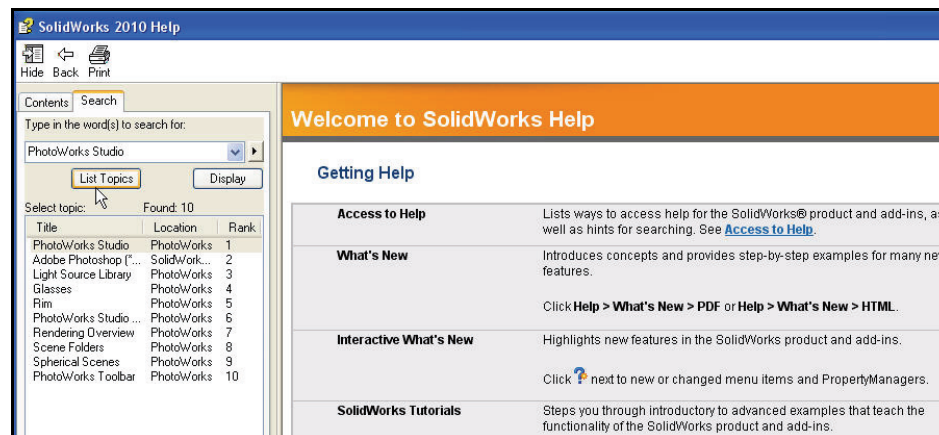 SolidWorks 2010 Help
Hide Back Print
Contents Search
Type in the word(s) to search for:
PhotoWorks Studio
List Topics Display
Select topic: Found: 10
Title Location Rank
PhotoWorks Studio PhotoWorks 1
Adobe Photoshop ("... SolidWork... 2
Light Source Library PhotoWorks 3
Glasses PhotoWorks 4
Rim PhotoWorks 5
PhotoWorks Studio ... PhotoWorks 6
Rendering Overview PhotoWorks 7
Scene Folders PhotoWorks 8
Spherical Scenes PhotoWorks 9
PhotoWorks Toolbar PhotoWorks 10
Welcome to SolidWorks Help
Getting Help
Access to Help Lists ways to access help for the SolidWorks® product and add-ins, as
well as hints for searching. See Access to Help.
What's New Introduces concepts and provides step-by-step examples for many ne
features.
Click Help > What's New > PDF or Help > What's New > HTML.
Interactive What's New Highlights new features in the SolidWorks product and add-ins.
Click ? next to new or changed menu items and PropertyManagers.
SolidWorks Tutorials Steps you through introductory to advanced examples that teach the
functionality of the SolidWorks product and add-ins.